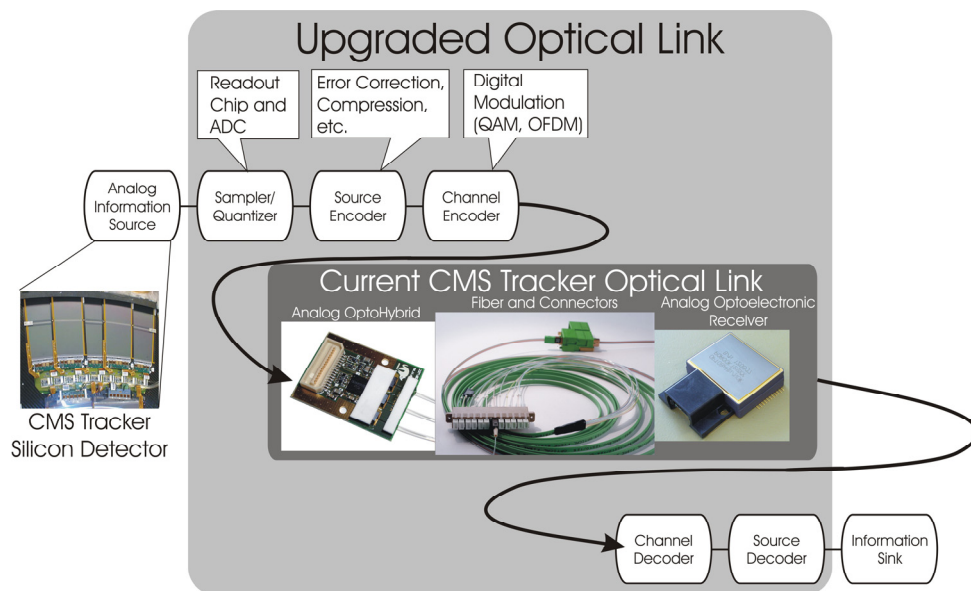 Upgraded Optical Link
Readout
Chip and
ADC
Error Correction,
Compression,
etc.
Digital
Modulation
(QAM, OFDM)
Analog
Information
Source
Sampler/
Quantizer
Source
Encoder
Channel
Encoder
Current CMS Tracker Optical Link
Analog OptoHybrid
Fiber and Connectors
Analog Optoelectronic
Receiver
CMS Tracker
Silicon Detector
Channel
Decoder
Source
Decoder
Information
Sink